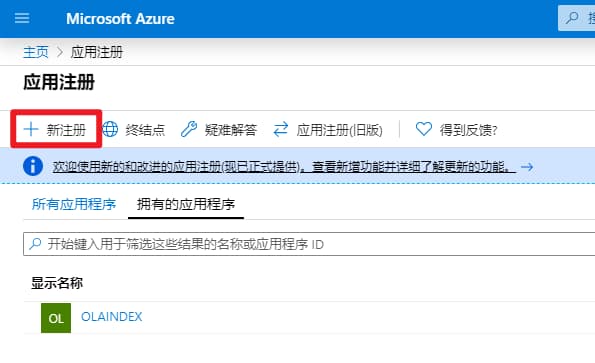 Microsoft Azure
主页 > 应用注册
应用注册
+ 新注册 终结点 疑难解答 应用注册(旧版) 得到反馈?
欢迎使用新的和改进的应用注册(现已正式提供)。查看新增功能并详细了解更新的功能。 →
所有应用程序 拥有的应用程序
开始键入用于筛选这些结果的名称或应用程序 ID
显示名称
OL OLAINDEX